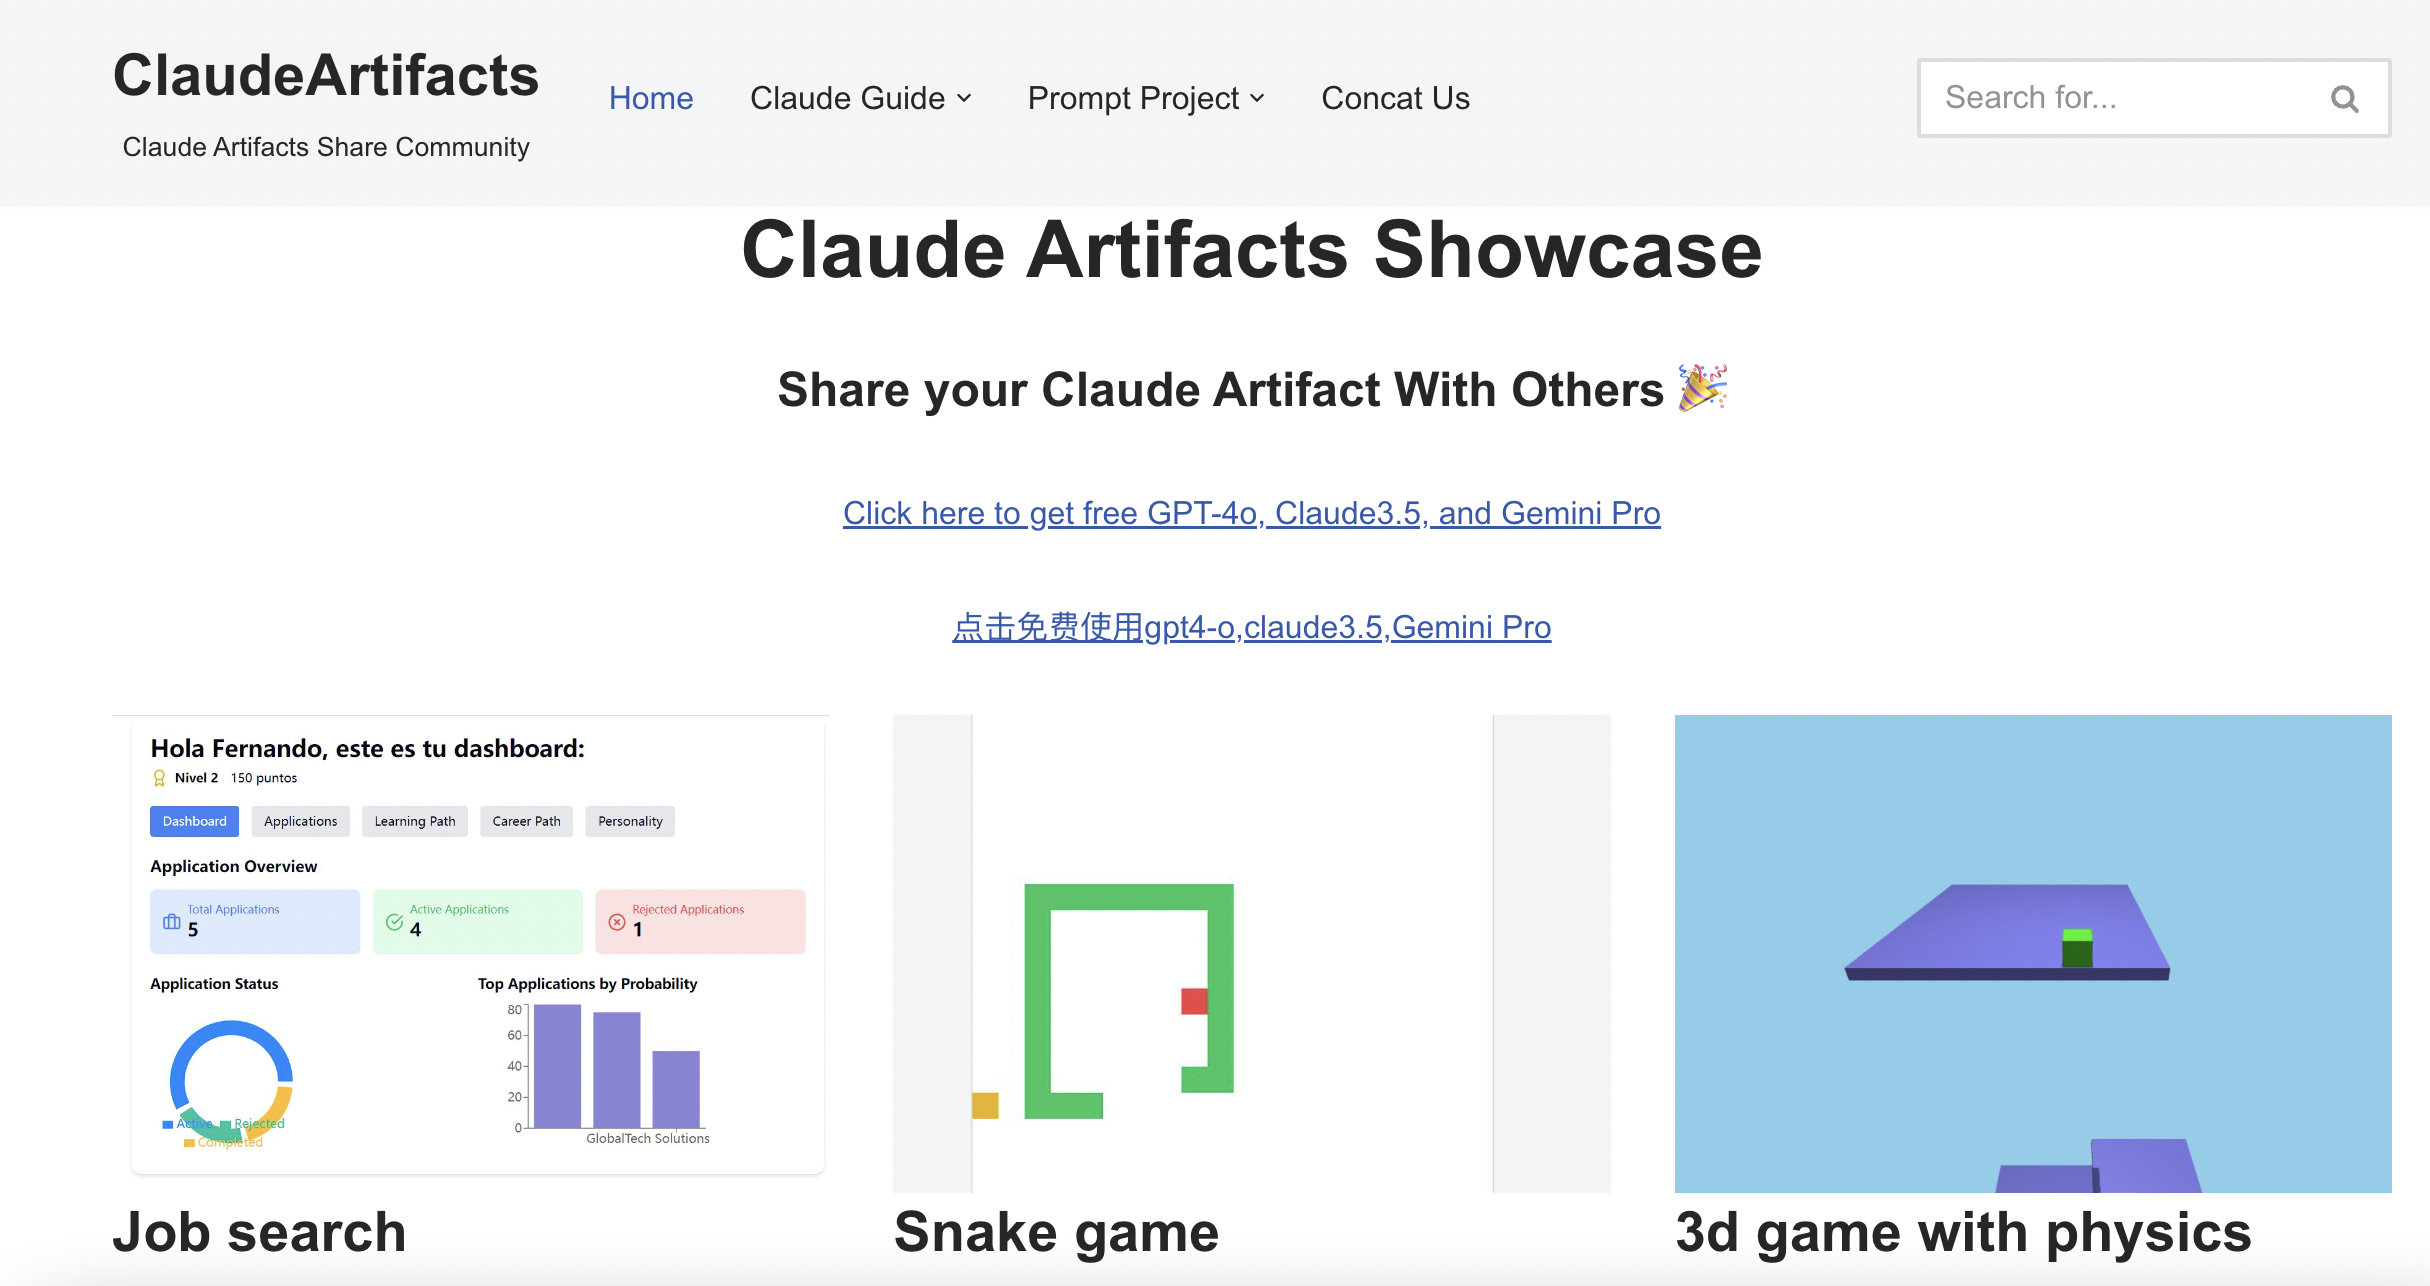 ClaudeArtifacts
Claude Artifacts Share Community
Home
Claude Guide
Prompt Project
Concat Us
Search for...
Claude Artifacts Showcase
Share your Claude Artifact With Others 🎉
Click here to get free GPT-4o, Claude3.5, and Gemini Pro
点击免费使用gpt4-o,claude3.5,Gemini Pro
Hola Fernando, este es tu dashboard:
Nivel 2 150 puntos
Dashboard
Applications
Learning Path
Career Path
Personality
Application Overview
Total Applications
5
Active Applications
4
Rejected Applications
1
Application Status
Active
Rejected
Completed
Top Applications by Probability
80
60
40
20
0
GlobalTech Solutions
Job search
Snake game
3d game with physics